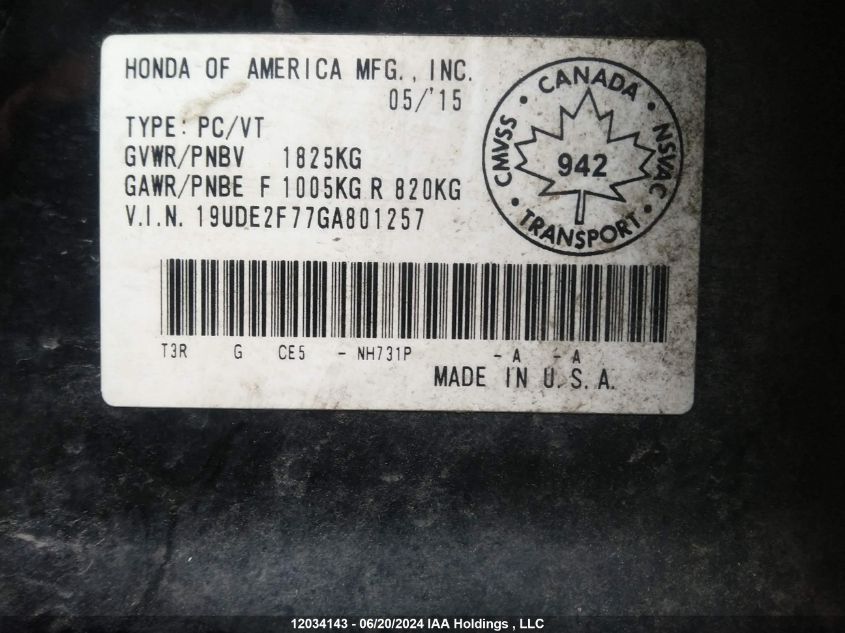 HONDA OF AMERICA MFG., INC.
05/'15
TYPE: PC/VT
GVWR/PNBV 1825KG
GAWR/PNBE F 1005KG R 820KG
V.I.N. 19UDE2F77GA801257
CANADA
CMVSS
NSVAC
942
TRANSPORT
T3R G CE5 - NH731P - A - A
MADE IN U.S.A.
12034143 - 06/20/2024 IAA Holdings , LLC